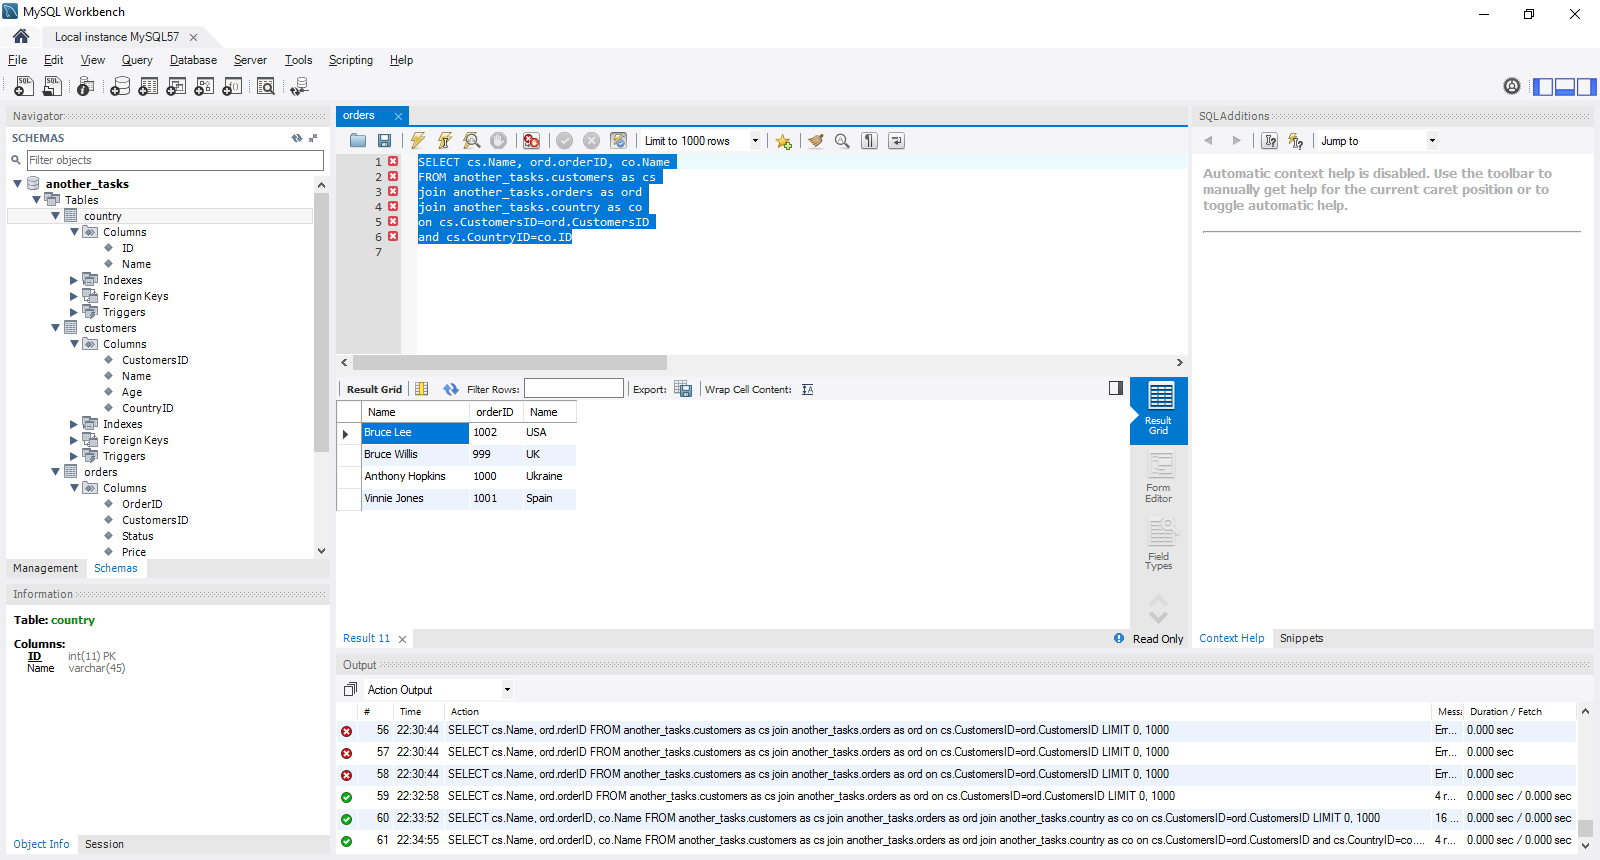 MySQL Workbench
Local instance MySQL57
File Edit View Query Database Server Tools Scripting Help
Navigator
SCHEMAS
Filter objects
another_tasks
Tables
country
Columns
ID
Name
Indexes
Foreign Keys
Triggers
customers
Columns
CustomersID
Name
Age
CountryID
Indexes
Foreign Keys
Triggers
orders
Columns
OrderID
CustomersID
Status
Price
Management Schemas
Information
Table: country
Columns:
ID int(11) PK
Name varchar(45)
Object Info Session
orders
Limit to 1000 rows
1 SELECT cs.Name, ord.orderID, co.Name
2 FROM another_tasks.customers as cs
3 join another_tasks.orders as ord
4 join another_tasks.country as co
5 on cs.CustomersID=ord.CustomersID
6 and cs.CountryID=co.ID
7
Result Grid Filter Rows: Export: Wrap Cell Content:
Name orderID Name
Bruce Lee 1002 USA
Bruce Willis 999 UK
Anthony Hopkins 1000 Ukraine
Vinnie Jones 1001 Spain
Result
Grid
Form
Editor
Field
Types
Result 11 Read Only
SQLAdditions
Jump to
Automatic context help is disabled. Use the toolbar to
manually get help for the current caret position or to
toggle automatic help.
Context Help Snippets
Output
Action Output
# Time Action Messa Duration / Fetch
56 22:30:44 SELECT cs.Name, ord.rderID FROM another_tasks.customers as cs join another_tasks.orders as ord on cs.CustomersID=ord.CustomersID LIMIT 0, 1000 Err... 0.000 sec
57 22:30:44 SELECT cs.Name, ord.rderID FROM another_tasks.customers as cs join another_tasks.orders as ord on cs.CustomersID=ord.CustomersID LIMIT 0, 1000 Err... 0.000 sec
58 22:30:44 SELECT cs.Name, ord.rderID FROM another_tasks.customers as cs join another_tasks.orders as ord on cs.CustomersID=ord.CustomersID LIMIT 0, 1000 Err... 0.000 sec
59 22:32:58 SELECT cs.Name, ord.orderID FROM another_tasks.customers as cs join another_tasks.orders as ord on cs.CustomersID=ord.CustomersID LIMIT 0, 1000 4 r... 0.000 sec / 0.000 sec
60 22:33:52 SELECT cs.Name, ord.orderID, co.Name FROM another_tasks.customers as cs join another_tasks.orders as ord join another_tasks.country as co on cs.CustomersID=ord.CustomersID LIMIT 0, 1000 16 ... 0.000 sec / 0.000 sec
61 22:34:55 SELECT cs.Name, ord.orderID, co.Name FROM another_tasks.customers as cs join another_tasks.orders as ord join another_tasks.country as co on cs.CustomersID=ord.CustomersID and cs.CountryID=co.... 4 r... 0.000 sec / 0.000 sec